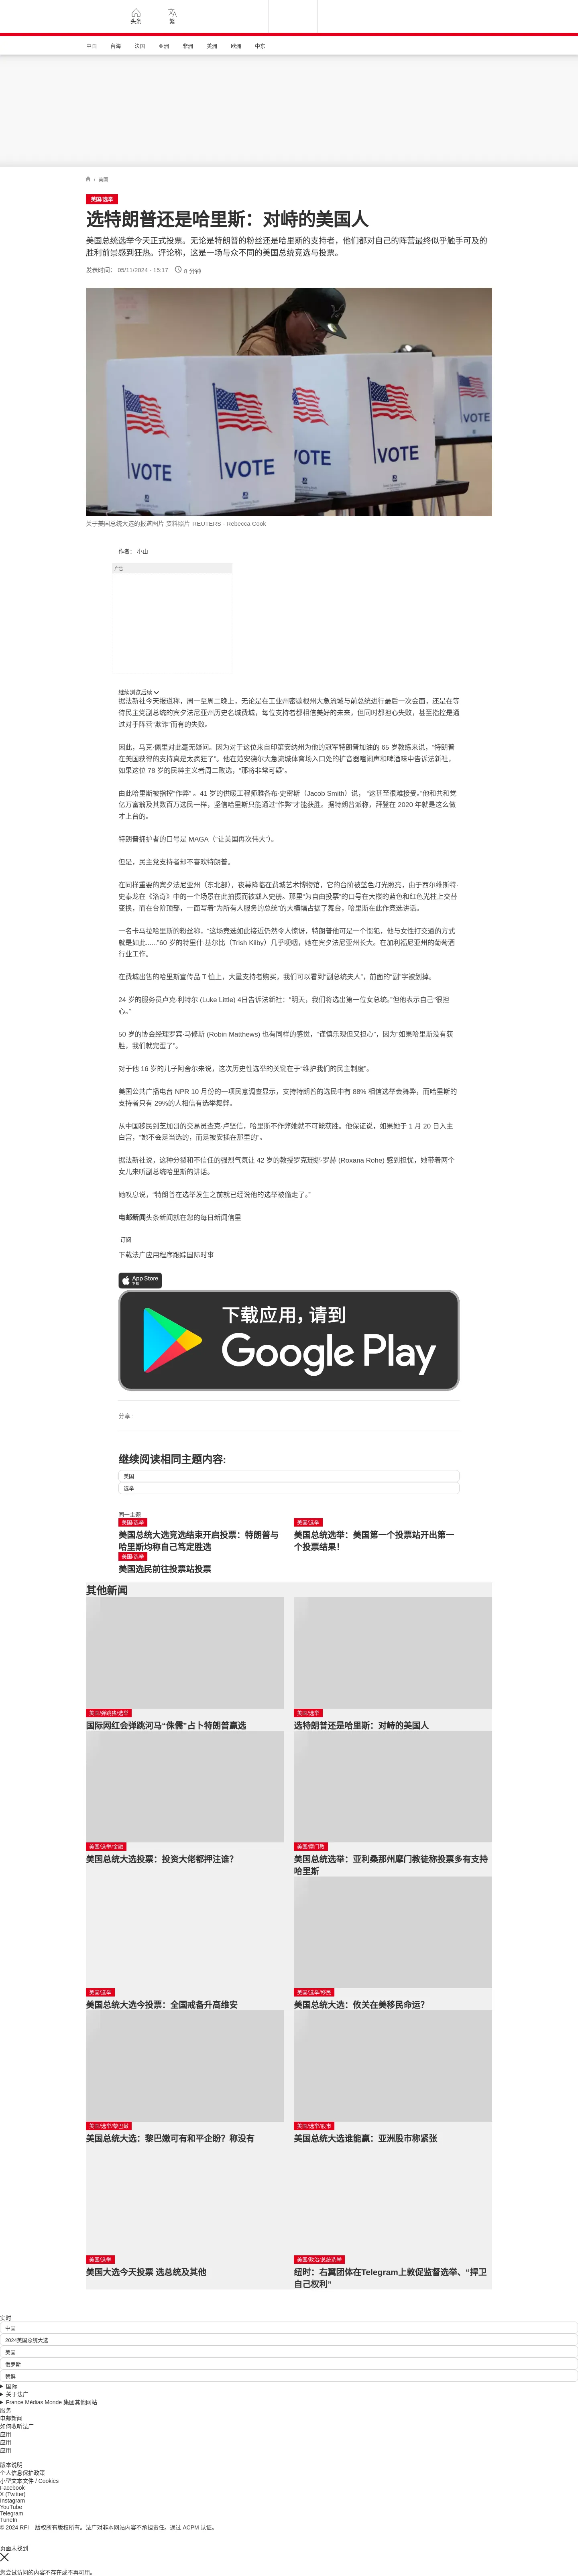 头条
繁
中国
台海
法国
亚洲
非洲
美洲
欧洲
中东
/ 美国
美国/选举
选特朗普还是哈里斯：对峙的美国人
美国总统选举今天正式投票。无论是特朗普的粉丝还是哈里斯的支持者，他们都对自己的阵营最终似乎触手可及的
胜利前景感到狂热。评论称，这是一场与众不同的美国总统竞选与投票。
发表时间： 05/11/2024 - 15:17
8 分钟
VOTE
VOTE
VOTE
VOTE
关于美国总统大选的报道图片 资料照片 REUTERS - Rebecca Cook
作者： 小山
广告
继续浏览后续
据法新社今天报道称，周一至周二晚上，无论是在工业州密歇根州大急流城与前总统进行最后一次会面，还是在等
待民主党副总统的宾夕法尼亚州历史名城费城，每位支持者都相信美好的未来，但同时都担心失败，甚至指控是通
过对手阵营“欺诈”而有的失败。
因此，马克·佩里对此毫无疑问。因为对于这位来自印第安纳州为他的冠军特朗普加油的 65 岁教练来说，“特朗普
在美国获得的支持真是太疯狂了”。他在范安德尔大急流城体育场入口处的扩音器喧闹声和啤酒味中告诉法新社，
如果这位 78 岁的民粹主义者周二败选，“那将非常可疑”。
由此哈里斯被指控“作弊” 。41 岁的供暖工程师雅各布·史密斯（Jacob Smith）说， “这甚至很难接受。”他和共和党
亿万富翁及其数百万选民一样，坚信哈里斯只能通过“作弊”才能获胜。据特朗普派称，拜登在 2020 年就是这么做
才上台的。
特朗普拥护者的口号是 MAGA（“让美国再次伟大”）。
但是，民主党支持者却不喜欢特朗普。
在同样重要的宾夕法尼亚州（东北部），夜幕降临在费城艺术博物馆，它的台阶被蓝色灯光照亮，由于西尔维斯特·
史泰龙在《洛奇》中的一个场景在此拍摄而被载入史册。那里“为自由投票”的口号在大楼的蓝色和红色光柱上交替
变换，而在台阶顶部，一面写着“为所有人服务的总统”的大横幅占据了舞台，哈里斯在此作竞选讲话。
一名卡马拉哈里斯的粉丝称，“这场竞选如此接近仍然令人惊讶，特朗普他可是一个惯犯，他与女性打交道的方式
就是如此......”60 岁的特里什·基尔比（Trish Kilby）几乎哽咽，她在宾夕法尼亚州长大。在加利福尼亚州的葡萄酒
行业工作。
在费城出售的哈里斯宣传品 T 恤上，大量支持者购买，我们可以看到“副总统夫人”，前面的“副”字被划掉。
24 岁的服务员卢克·利特尔 (Luke Little) 4日告诉法新社：“明天，我们将选出第一位女总统。”但他表示自己“很担
心。”
50 岁的协会经理罗宾·马修斯 (Robin Matthews) 也有同样的感觉，“谨慎乐观但又担心”，因为“如果哈里斯没有获
胜，我们就完蛋了”。
对于他 16 岁的儿子阿舍尔来说，这次历史性选举的关键在于“维护我们的民主制度”。
美国公共广播电台 NPR 10 月份的一项民意调查显示，支持特朗普的选民中有 88% 相信选举会舞弊，而哈里斯的
支持者只有 29%的人相信有选举舞弊。
从中国移民到芝加哥的交易员查克·卢坚信，哈里斯不作弊她就不可能获胜。他保证说，如果她于 1 月 20 日入主
白宫，“她不会是当选的，而是被安插在那里的”。
据法新社说，这种分裂和不信任的强烈气氛让 42 岁的教授罗克珊娜·罗赫 (Roxana Rohe) 感到担忧，她带着两个
女儿来听副总统哈里斯的讲话。
她叹息说，“特朗普在选举发生之前就已经说他的选举被偷走了。”
电邮新闻头条新闻就在您的每日新闻信里
订阅
下载法广应用程序跟踪国际时事
App Store
下载
下载应用，请到
Google Play
分享 :
继续阅读相同主题内容:
美国
选举
同一主题
美国/选举
美国总统大选竞选结束开启投票：特朗普与
哈里斯均称自己笃定胜选
美国/选举
美国总统选举：美国第一个投票站开出第一
个投票结果！
美国/选举
美国选民前往投票站投票
其他新闻
美国/弹跳猪/选举
国际网红会弹跳河马“侏儒”占卜特朗普赢选
美国/选举
选特朗普还是哈里斯：对峙的美国人
美国/选举/金融
美国总统大选投票：投资大佬都押注谁？
美国/摩门教
美国总统选举：亚利桑那州摩门教徒称投票多有支持
哈里斯
美国/选举
美国总统大选今投票：全国戒备升高维安
美国/选举/移民
美国总统大选：攸关在美移民命运？
美国/选举/黎巴嫩
美国总统大选：黎巴嫩可有和平企盼？称没有
美国/选举/股市
美国总统大选谁能赢：亚洲股市称紧张
美国/选举
美国大选今天投票 选总统及其他
美国/政治/总统选举
纽时：右翼团体在Telegram上敦促监督选举、“捍卫
自己权利”
实时
中国
2024美国总统大选
美国
俄罗斯
朝鲜
国际
关于法广
France Médias Monde 集团其他网站
服务
电邮新闻
如何收听法广
应用
应用
应用
版本说明
个人信息保护政策
小型文本文件 / Cookies
Facebook
X (Twitter)
Instagram
YouTube
Telegram
TuneIn
© 2024 RFI – 版权所有版权所有。法广对非本网站内容不承担责任。通过 ACPM 认证。
页面未找到
您尝试访问的内容不存在或不再可用。